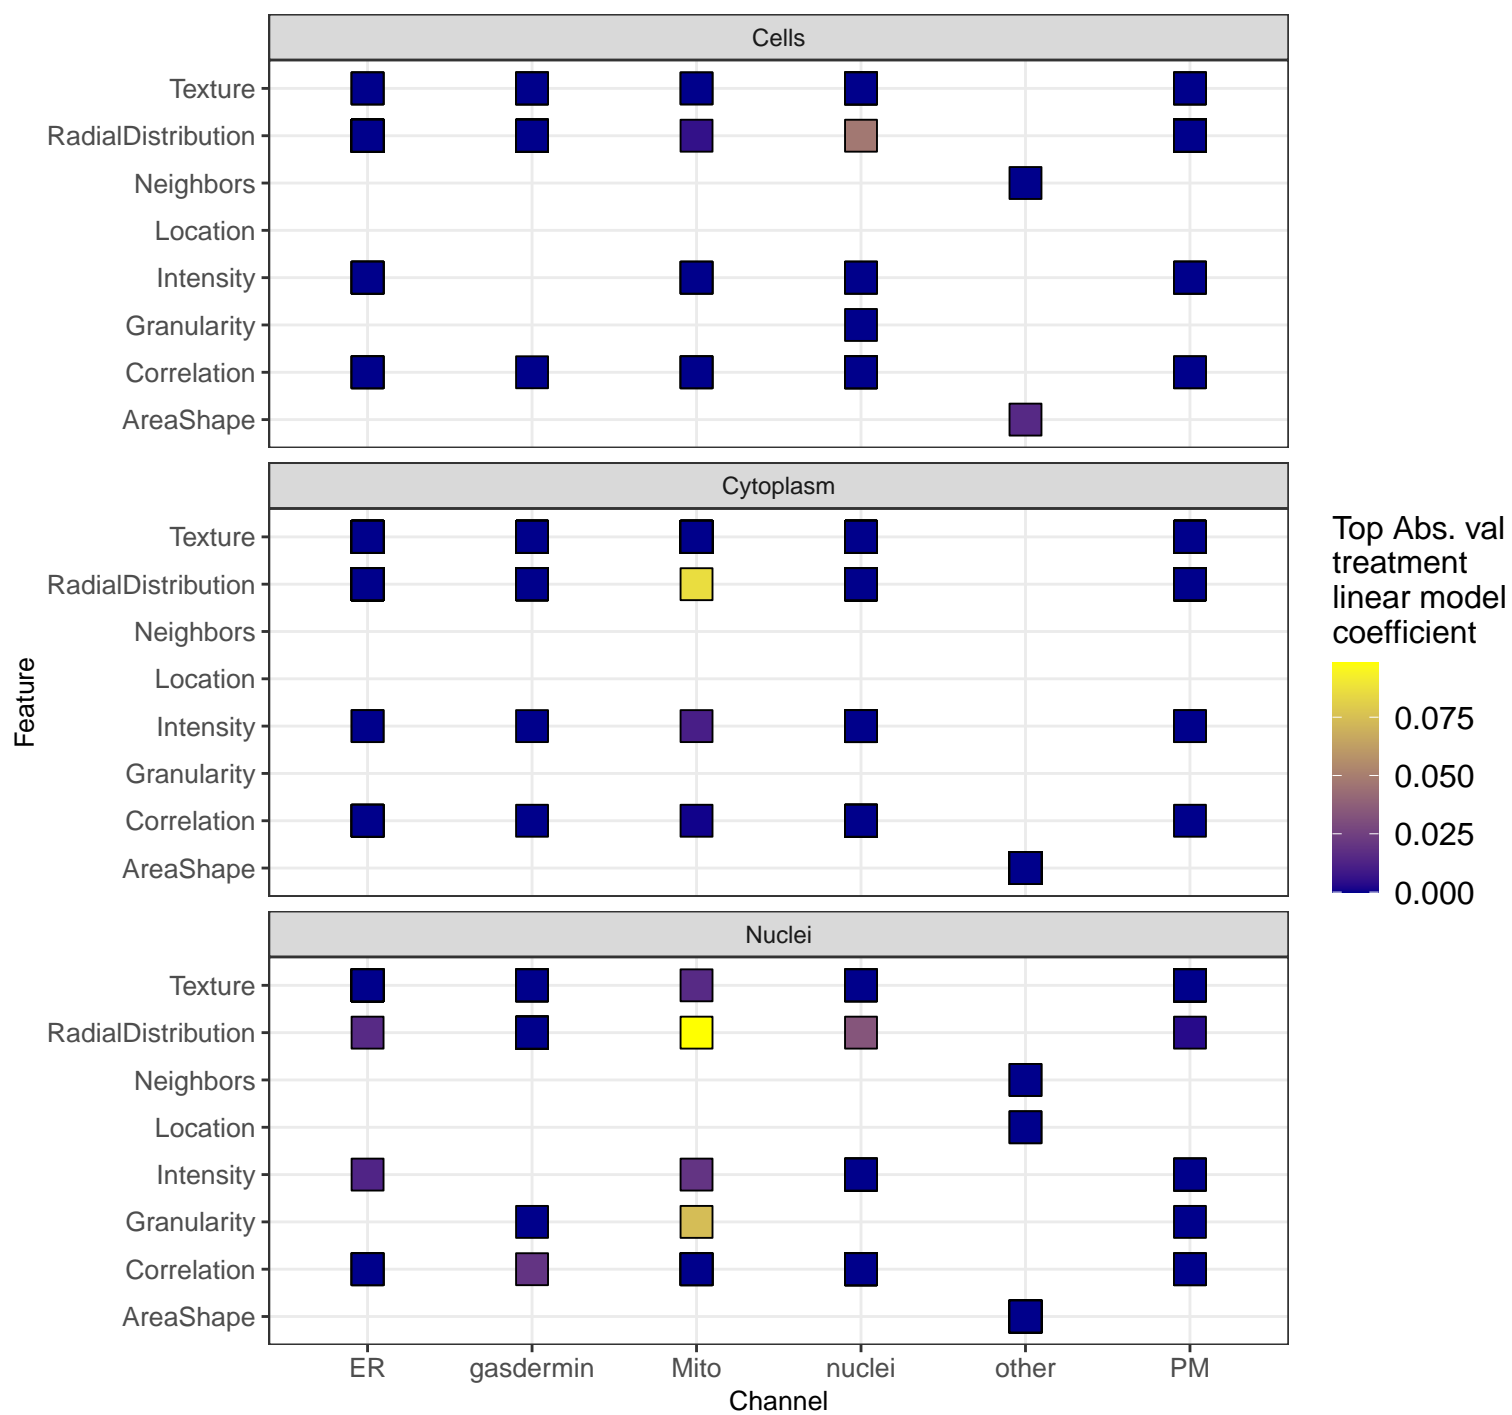 Cells
Texture
RadialDistribution
Neighbors
Location
Intensity
Granularity
Correlation
AreaShape
Cytoplasm
Texture
RadialDistribution
Neighbors
Location
Intensity
Granularity
Correlation
AreaShape
Nuclei
Texture
RadialDistribution
Neighbors
Location
Intensity
Granularity
Correlation
AreaShape
Feature
ER gasdermin Mito nuclei other PM
Channel
Top Abs. val
treatment
linear model
coefficient
0.075
0.050
0.025
0.000